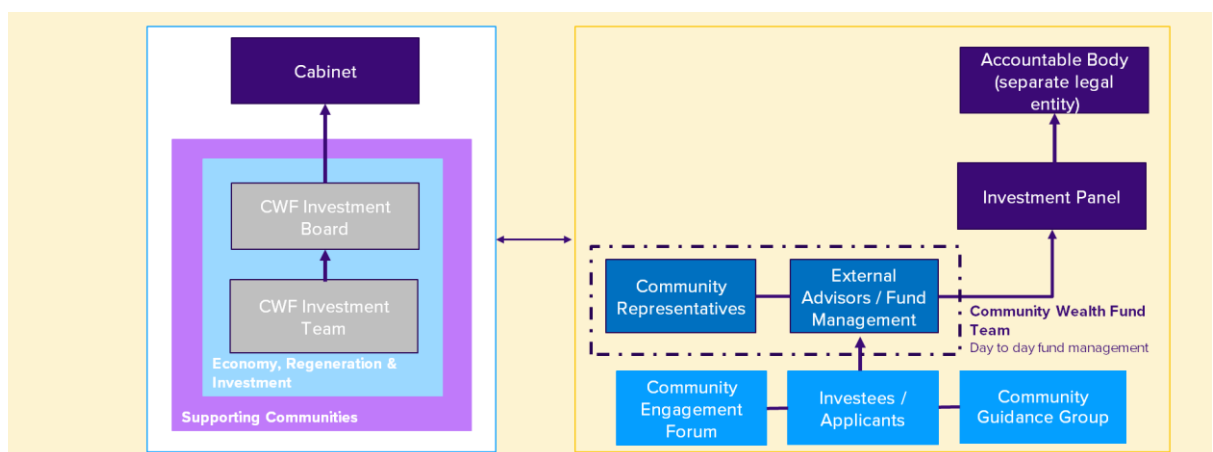 Cabinet
CWF Investment
Board
CWF Investment
Team
Economy, Regeneration &
Investment
Supporting Communities
Accountable Body
(separate legal
entity)
Investment Panel
Community
Representatives
External
Advisors / Fund
Management
Community Wealth Fund
Team
Day to day fund management
Community
Engagement
Forum
Investees /
Applicants
Community
Guidance Group